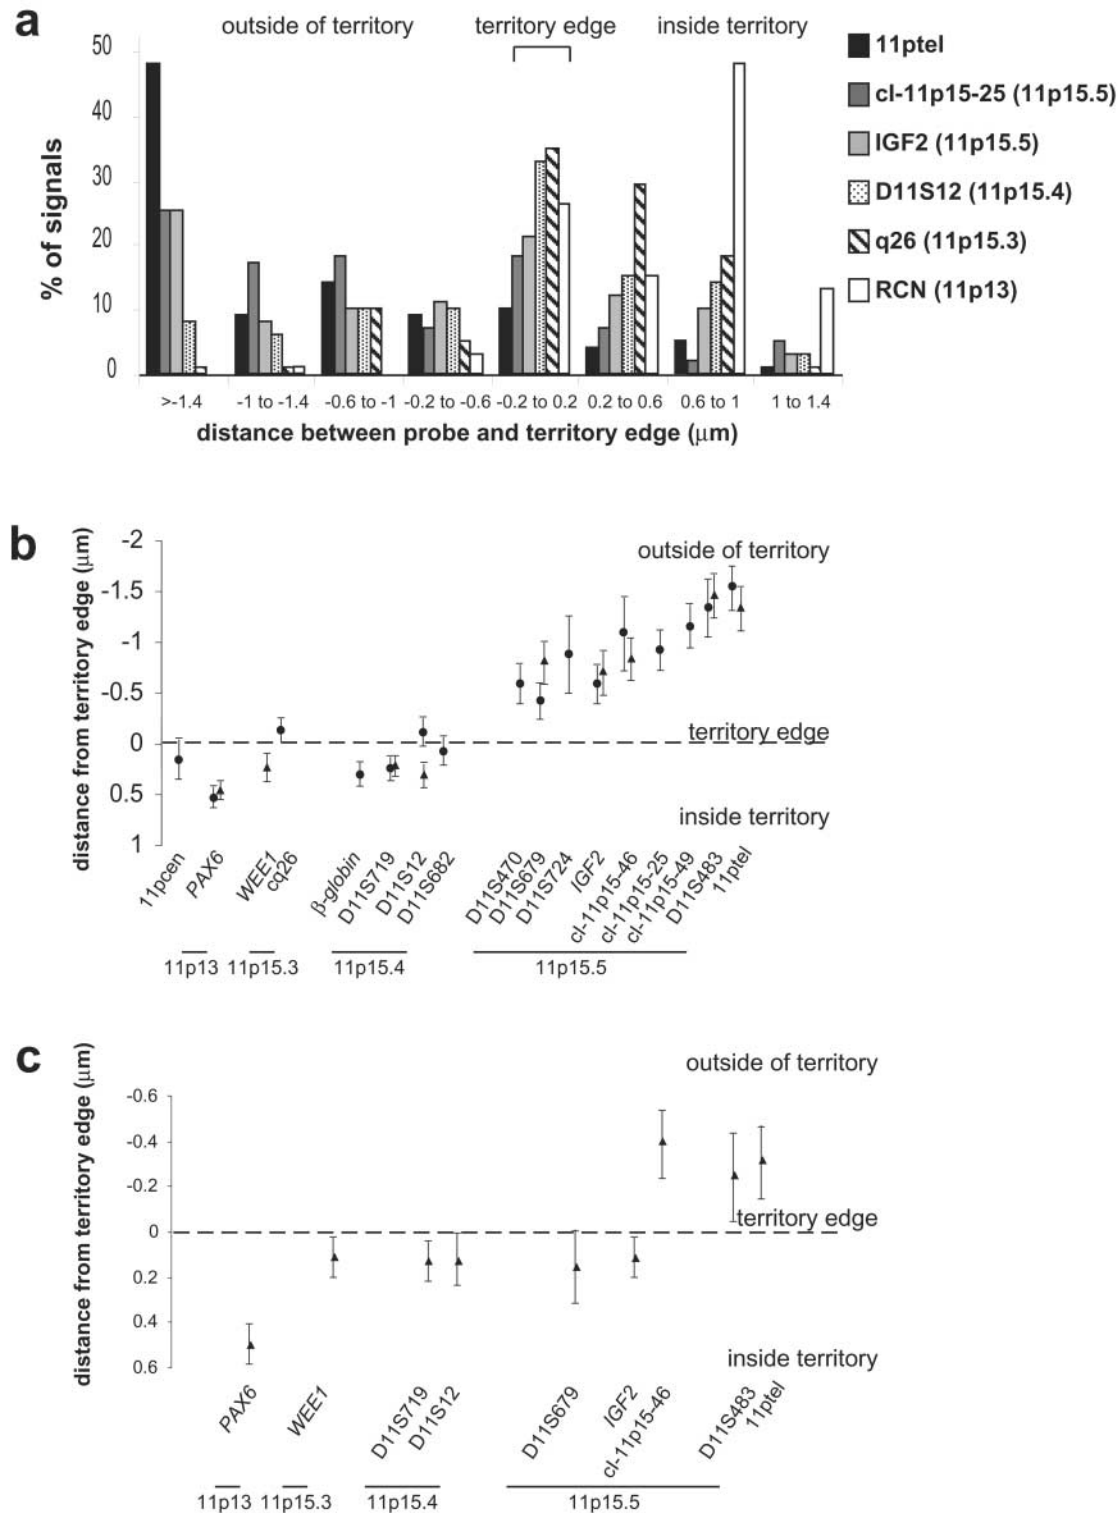 a
outside of territory
territory edge
inside territory
50
40
30
20
10
0
% of signals
>-1.4
-1 to -1.4
-0.6 to -1
-0.2 to -0.6
-0.2 to 0.2
0.2 to 0.6
0.6 to 1
1 to 1.4
distance between probe and territory edge (μm)
11ptel
cl-11p15-25 (11p15.5)
IGF2 (11p15.5)
D11S12 (11p15.4)
q26 (11p15.3)
RCN (11p13)
b
distance from territory edge (μm)
-2
-1.5
-1
-0.5
0
0.5
1
outside of territory
territory edge
inside territory
11pcen
PAX6
WEE1
cq26
β-globin
D11S719
D11S12
D11S682
D11S470
D11S679
D11S724
IGF2
cl-11p15-46
cl-11p15-25
cl-11p15-49
D11S483
11ptel
11p13
11p15.3
11p15.4
11p15.5
c
distance from territory edge (μm)
-0.6
-0.4
-0.2
0
0.2
0.4
0.6
outside of territory
territory edge
inside territory
PAX6
WEE1
D11S719
D11S12
D11S679
IGF2
cl-11p15-46
D11S483
11ptel
11p13
11p15.3
11p15.4
11p15.5